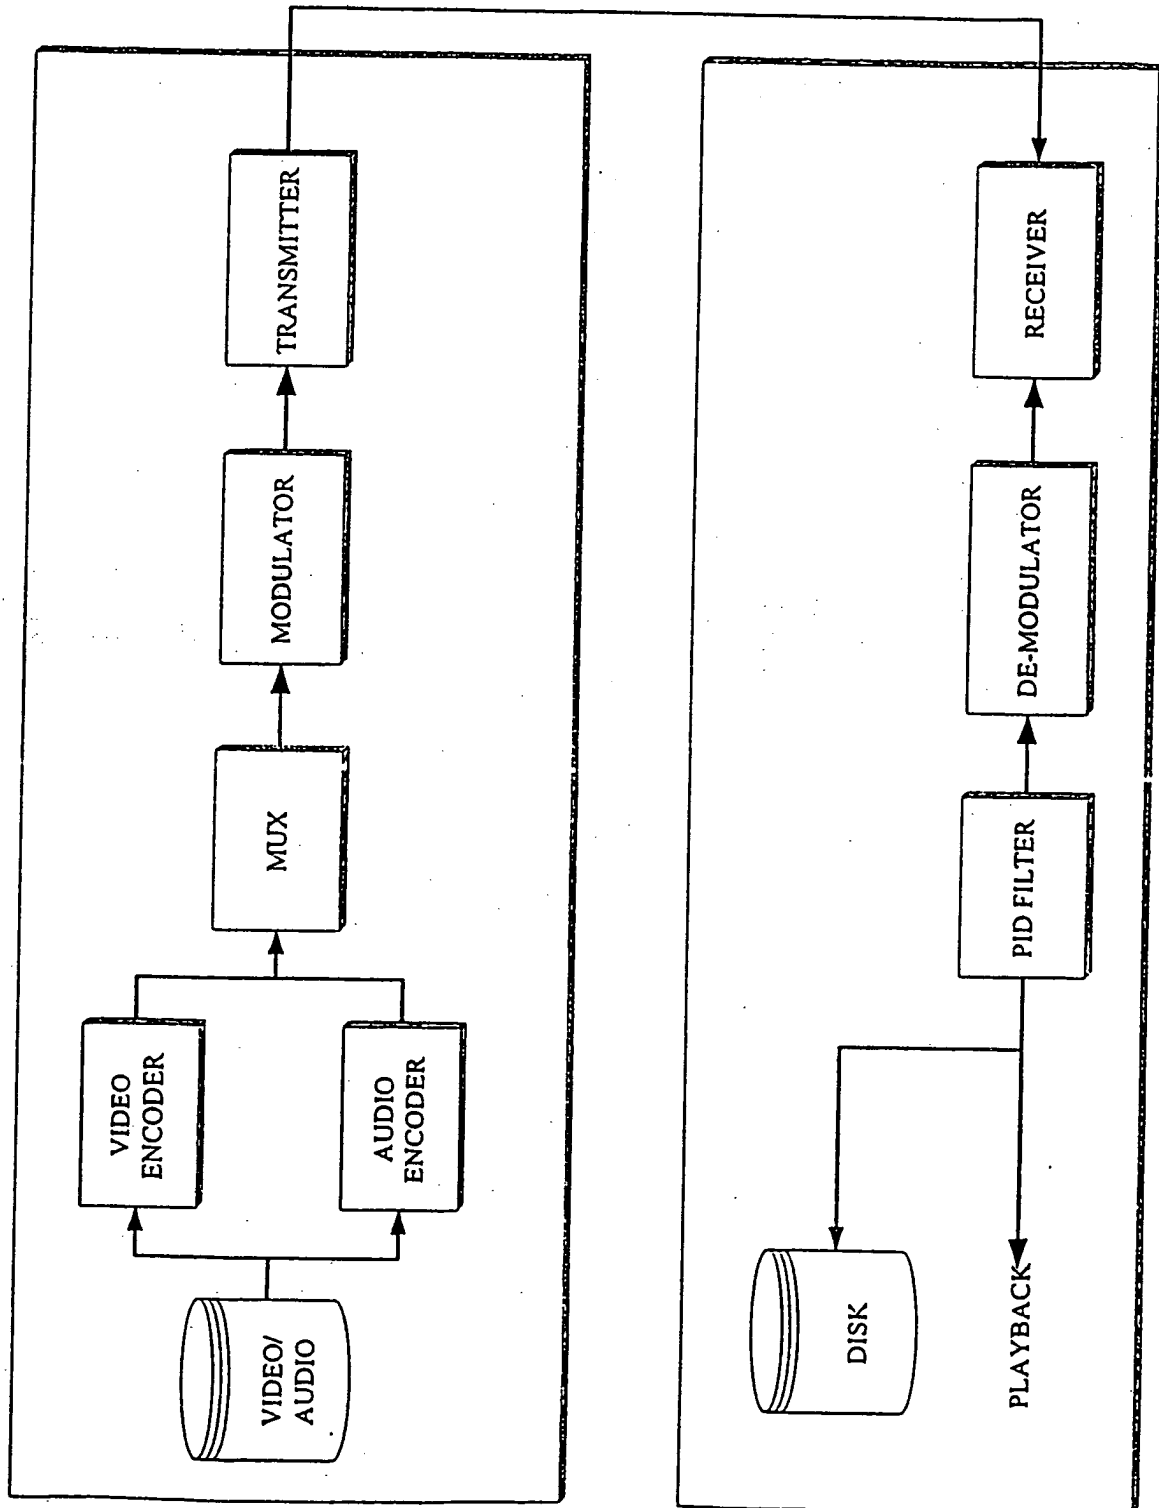 VIDEO/
AUDIO
VIDEO
ENCODER
AUDIO
ENCODER
MUX
MODULATOR
TRANSMITTER
RECEIVER
DE-MODULATOR
PID FILTER
DISK
PLAYBACK